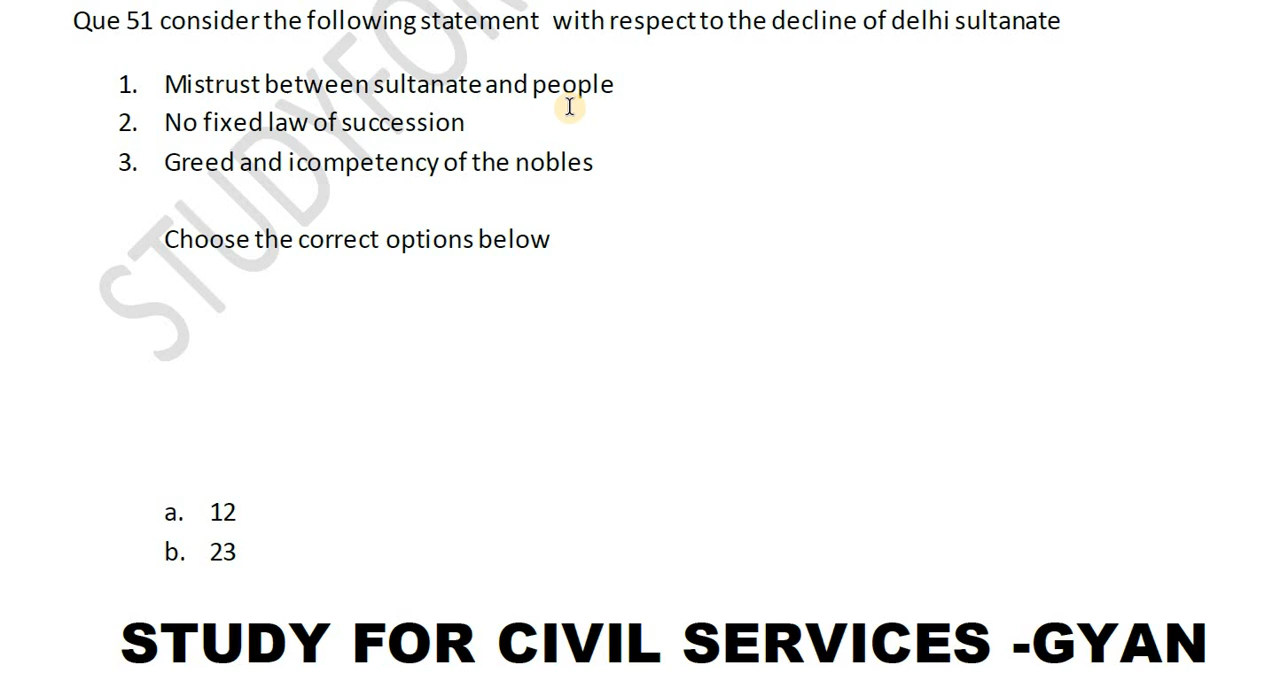 Que 51 consider the following statement with respect to the decline of delhi sultanate
1. Mistrust between sultanate and people
2. No fixed law of succession
3. Greed and icompetency of the nobles
Choose the correct options below
a. 12
b. 23
STUDY FOR CIVIL SERVICES -GYAN
STUDYFOR